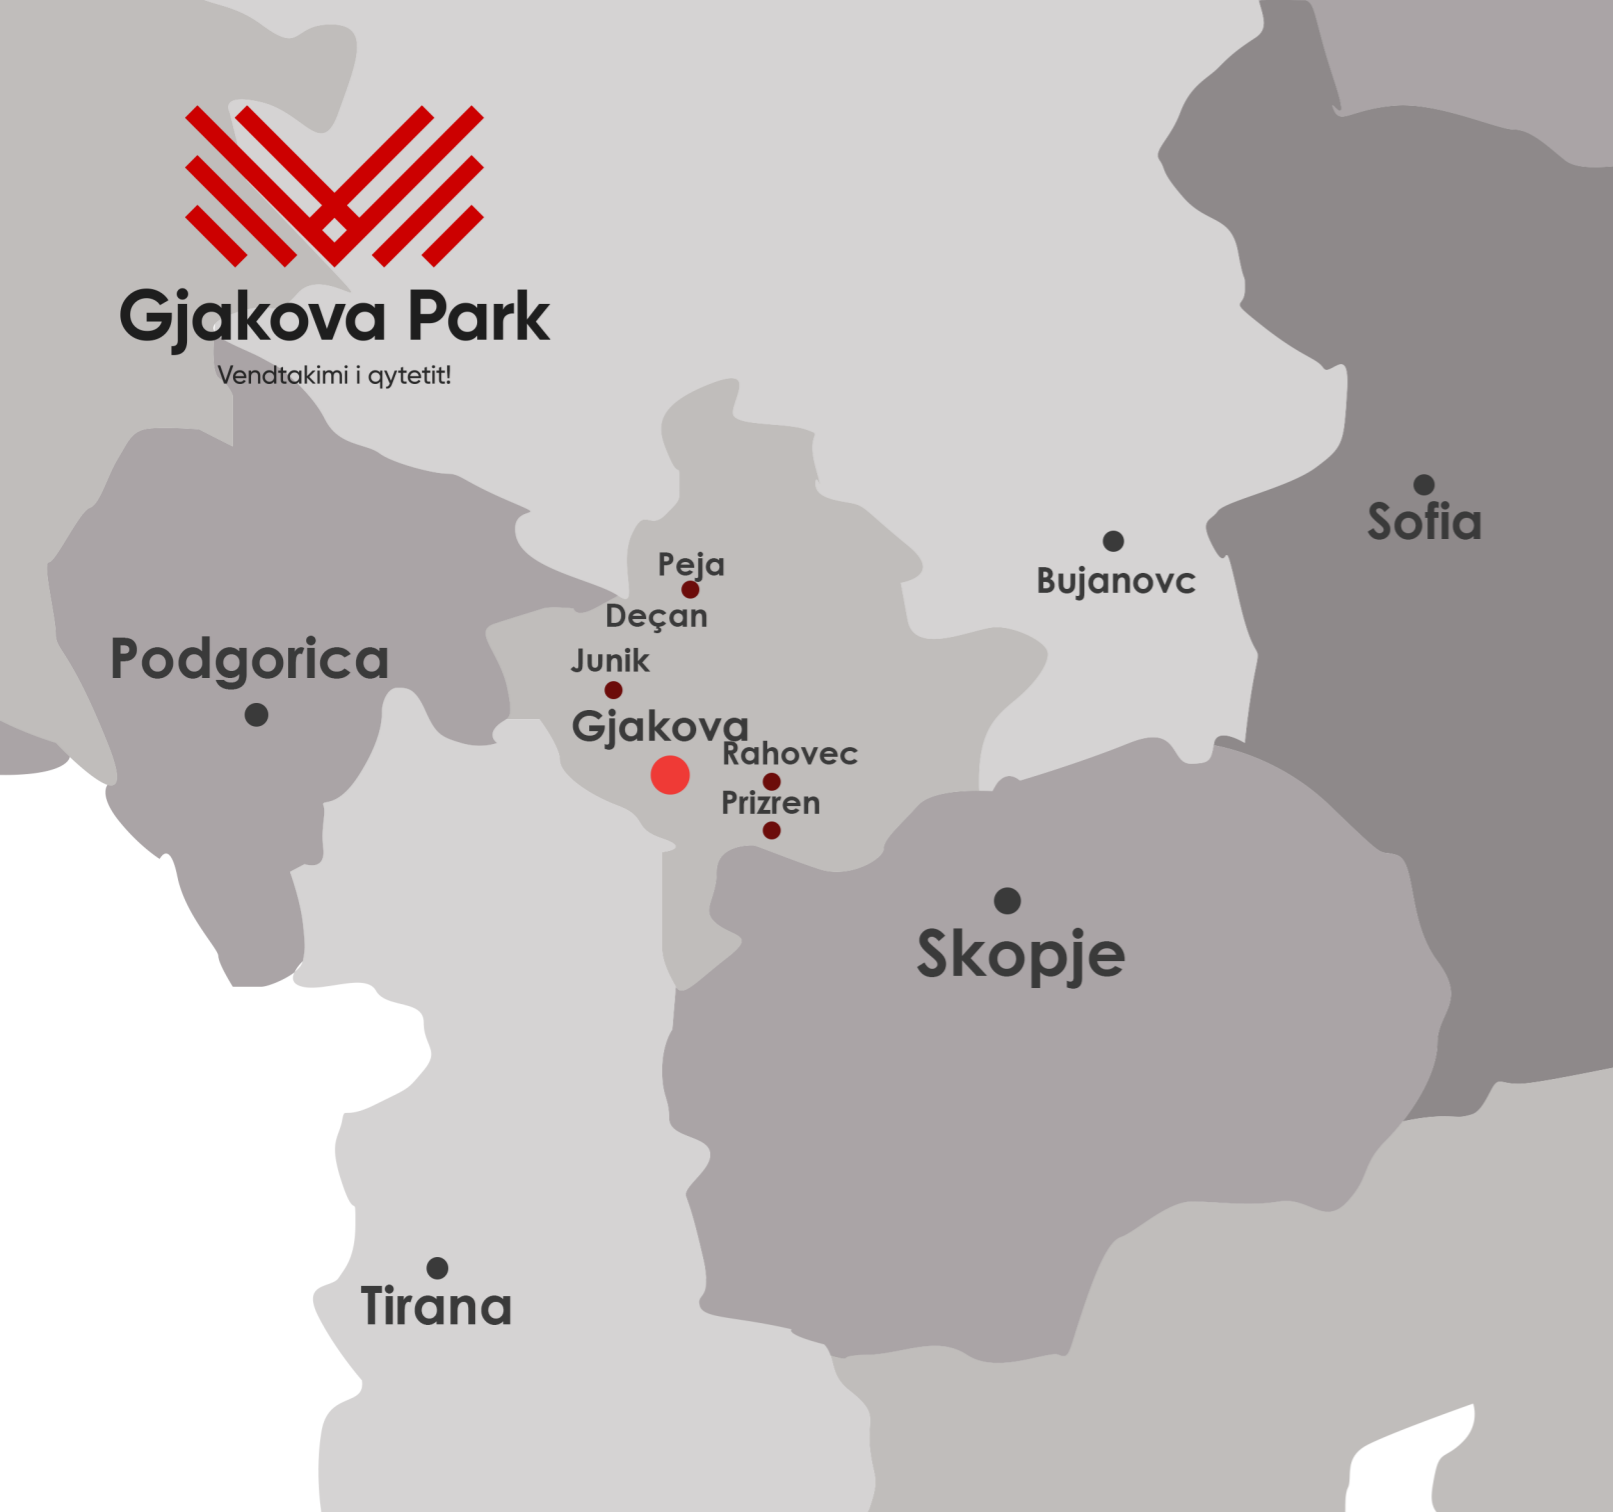 Gjakova Park
Vendtakimi i qytetit!
Sofia
Peja
Bujanovc
Deçan
Podgorica
Junik
Gjakova
Rahovec
Prizren
Skopje
Tirana